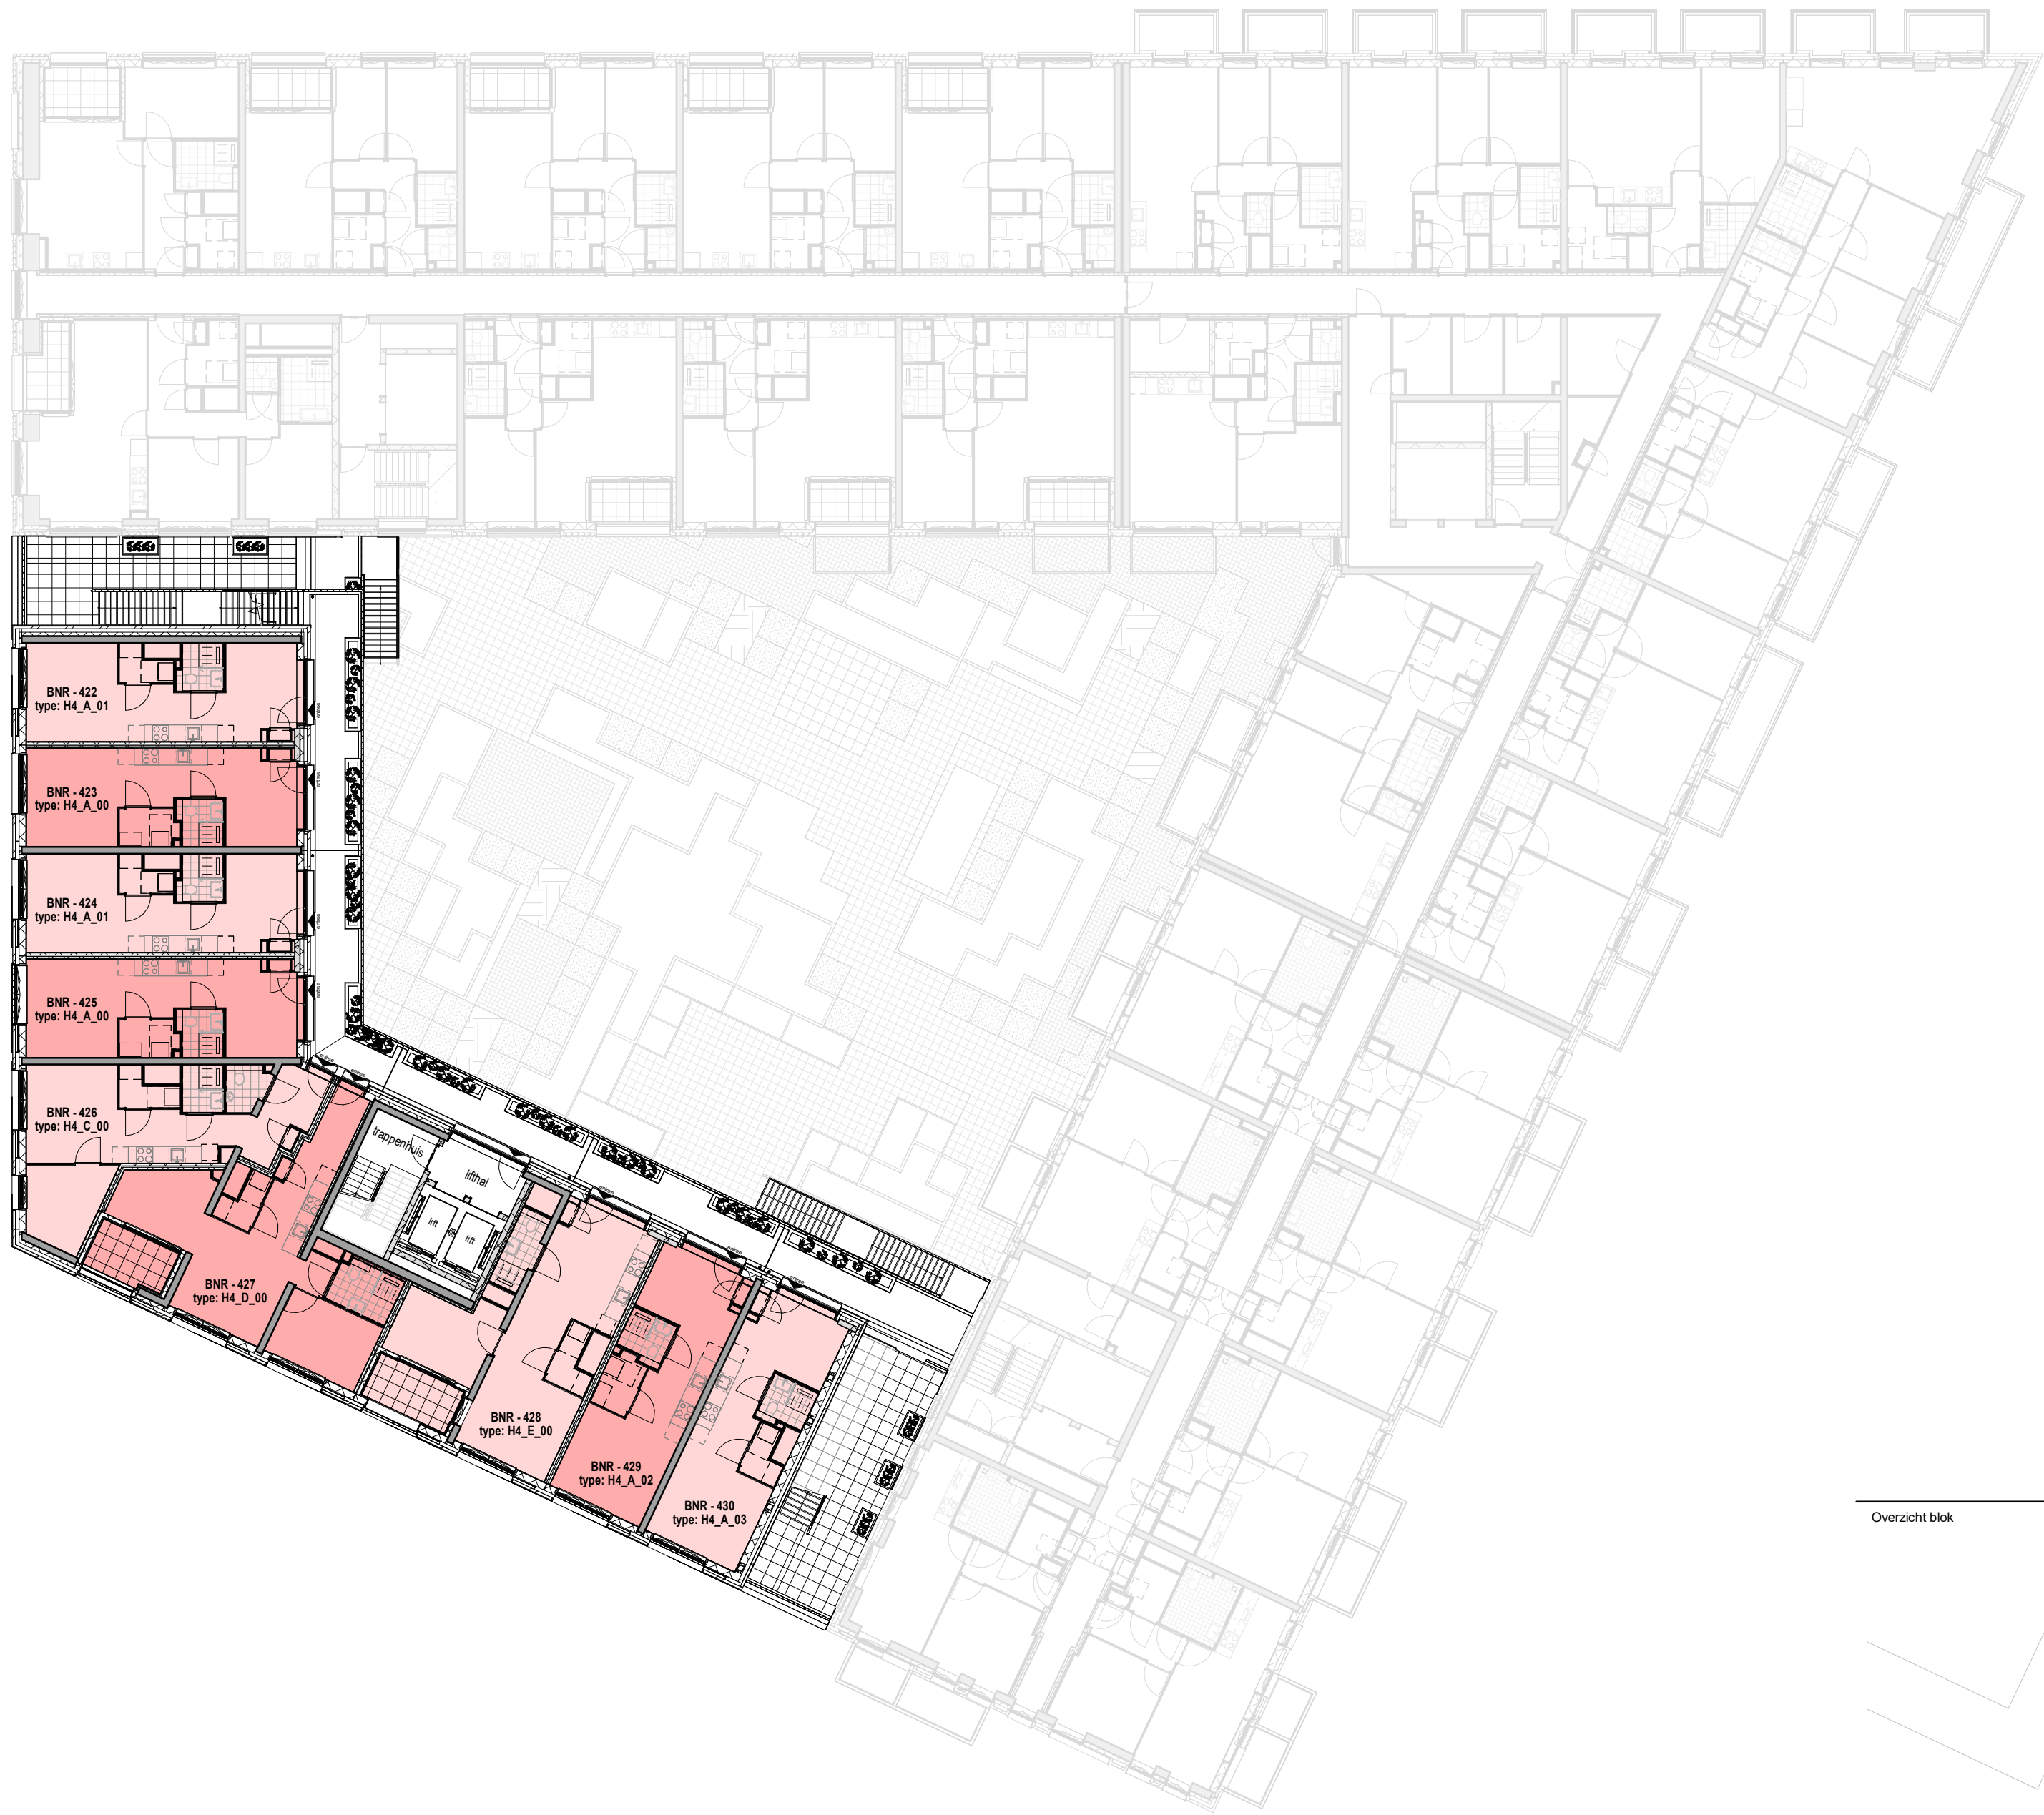 BNR - 422
type: H4_A_01
BNR - 423
type: H4_A_00
BNR - 424
type: H4_A_01
BNR - 425
type: H4_A_00
BNR - 426
type: H4_C_00
trappenhuis
lifthal
lift
lift
BNR - 427
type: H4_D_00
BNR - 428
type: H4_E_00
BNR - 429
type: H4_A_02
BNR - 430
type: H4_A_03
Overzicht blok